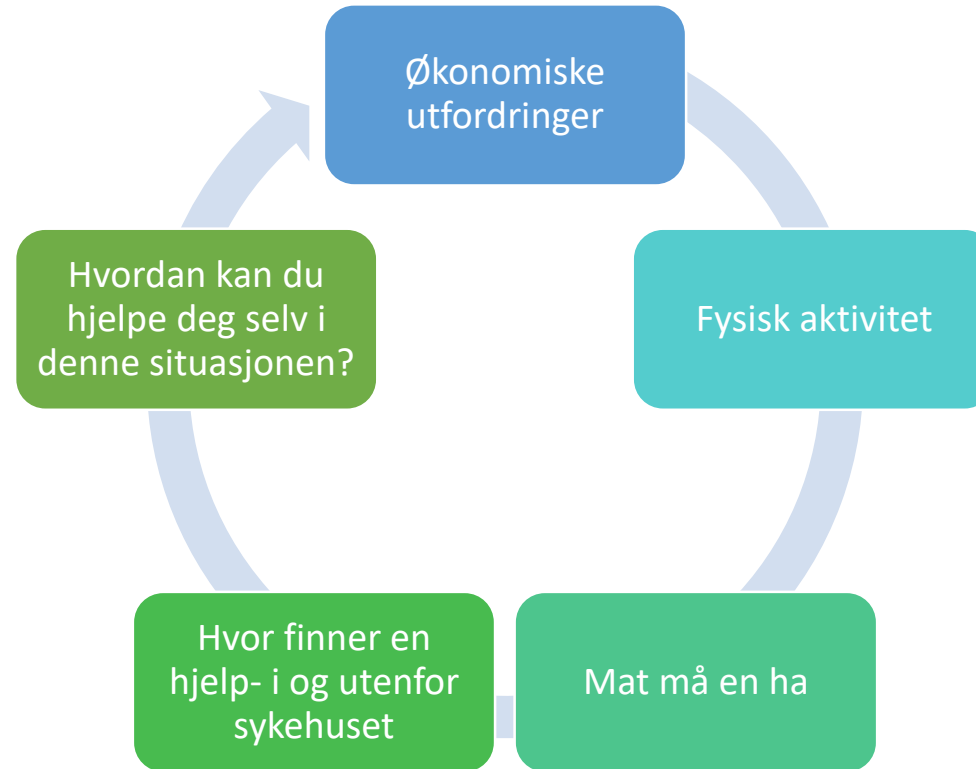 Økonomiske
utfordringer
Fysisk aktivitet
Mat må en ha
Hvor finner en
hjelp- i og utenfor
sykehuset
Hvordan kan du
hjelpe deg selv i
denne situasjonen?